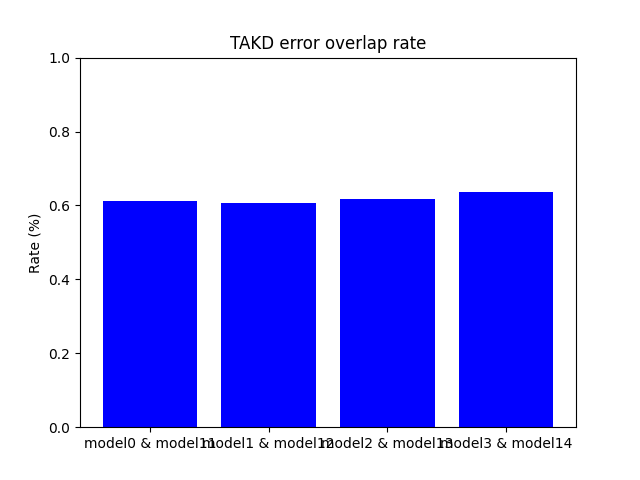 TAKD error overlap rate
1.0
0.8
0.6
0.4
0.2
0.0
Rate (%)
model0 & model11
model1 & model12
model2 & model13
model3 & model14